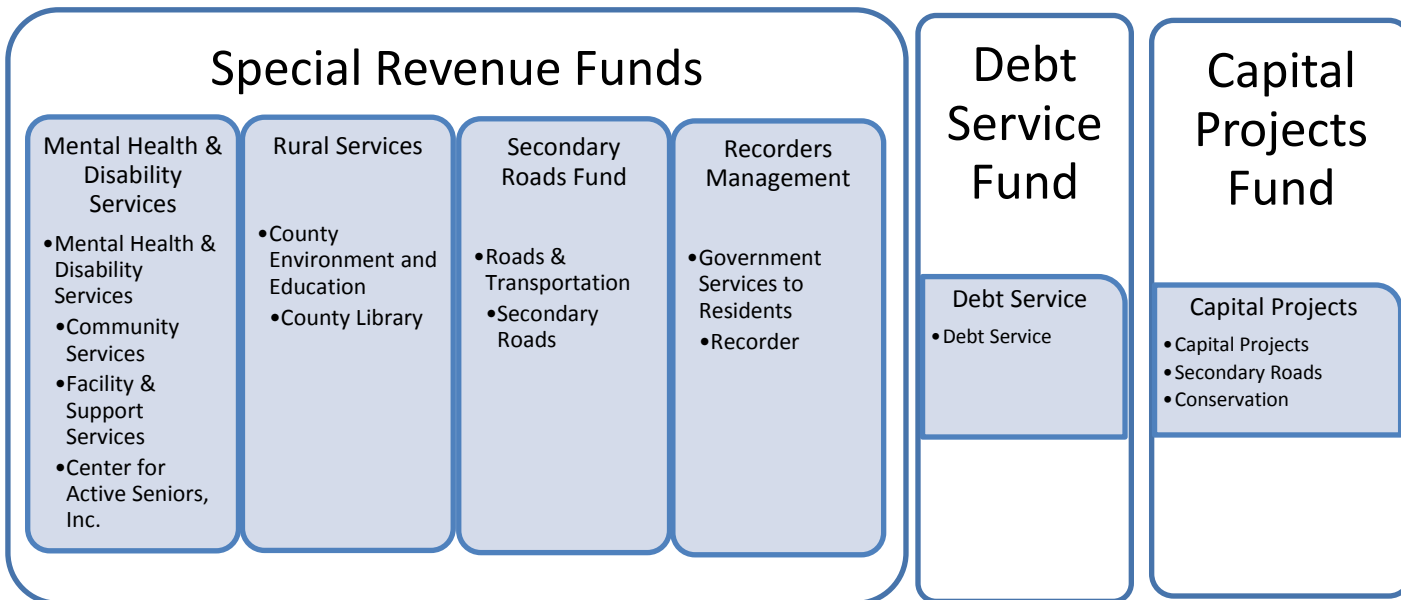 Special Revenue Funds
Mental Health &
Disability
Services
•Mental Health &
Disability
Services
•Community
Services
•Facility &
Support
Services
•Center for
Active Seniors,
Inc.
Rural Services
•County
Environment and
Education
•County Library
Secondary
Roads Fund
•Roads &
Transportation
•Secondary
Roads
Recorders
Management
•Government
Services to
Residents
•Recorder
Debt
Service
Fund
Debt Service
•Debt Service
Capital
Projects
Fund
Capital Projects
•Capital Projects
•Secondary Roads
•Conservation